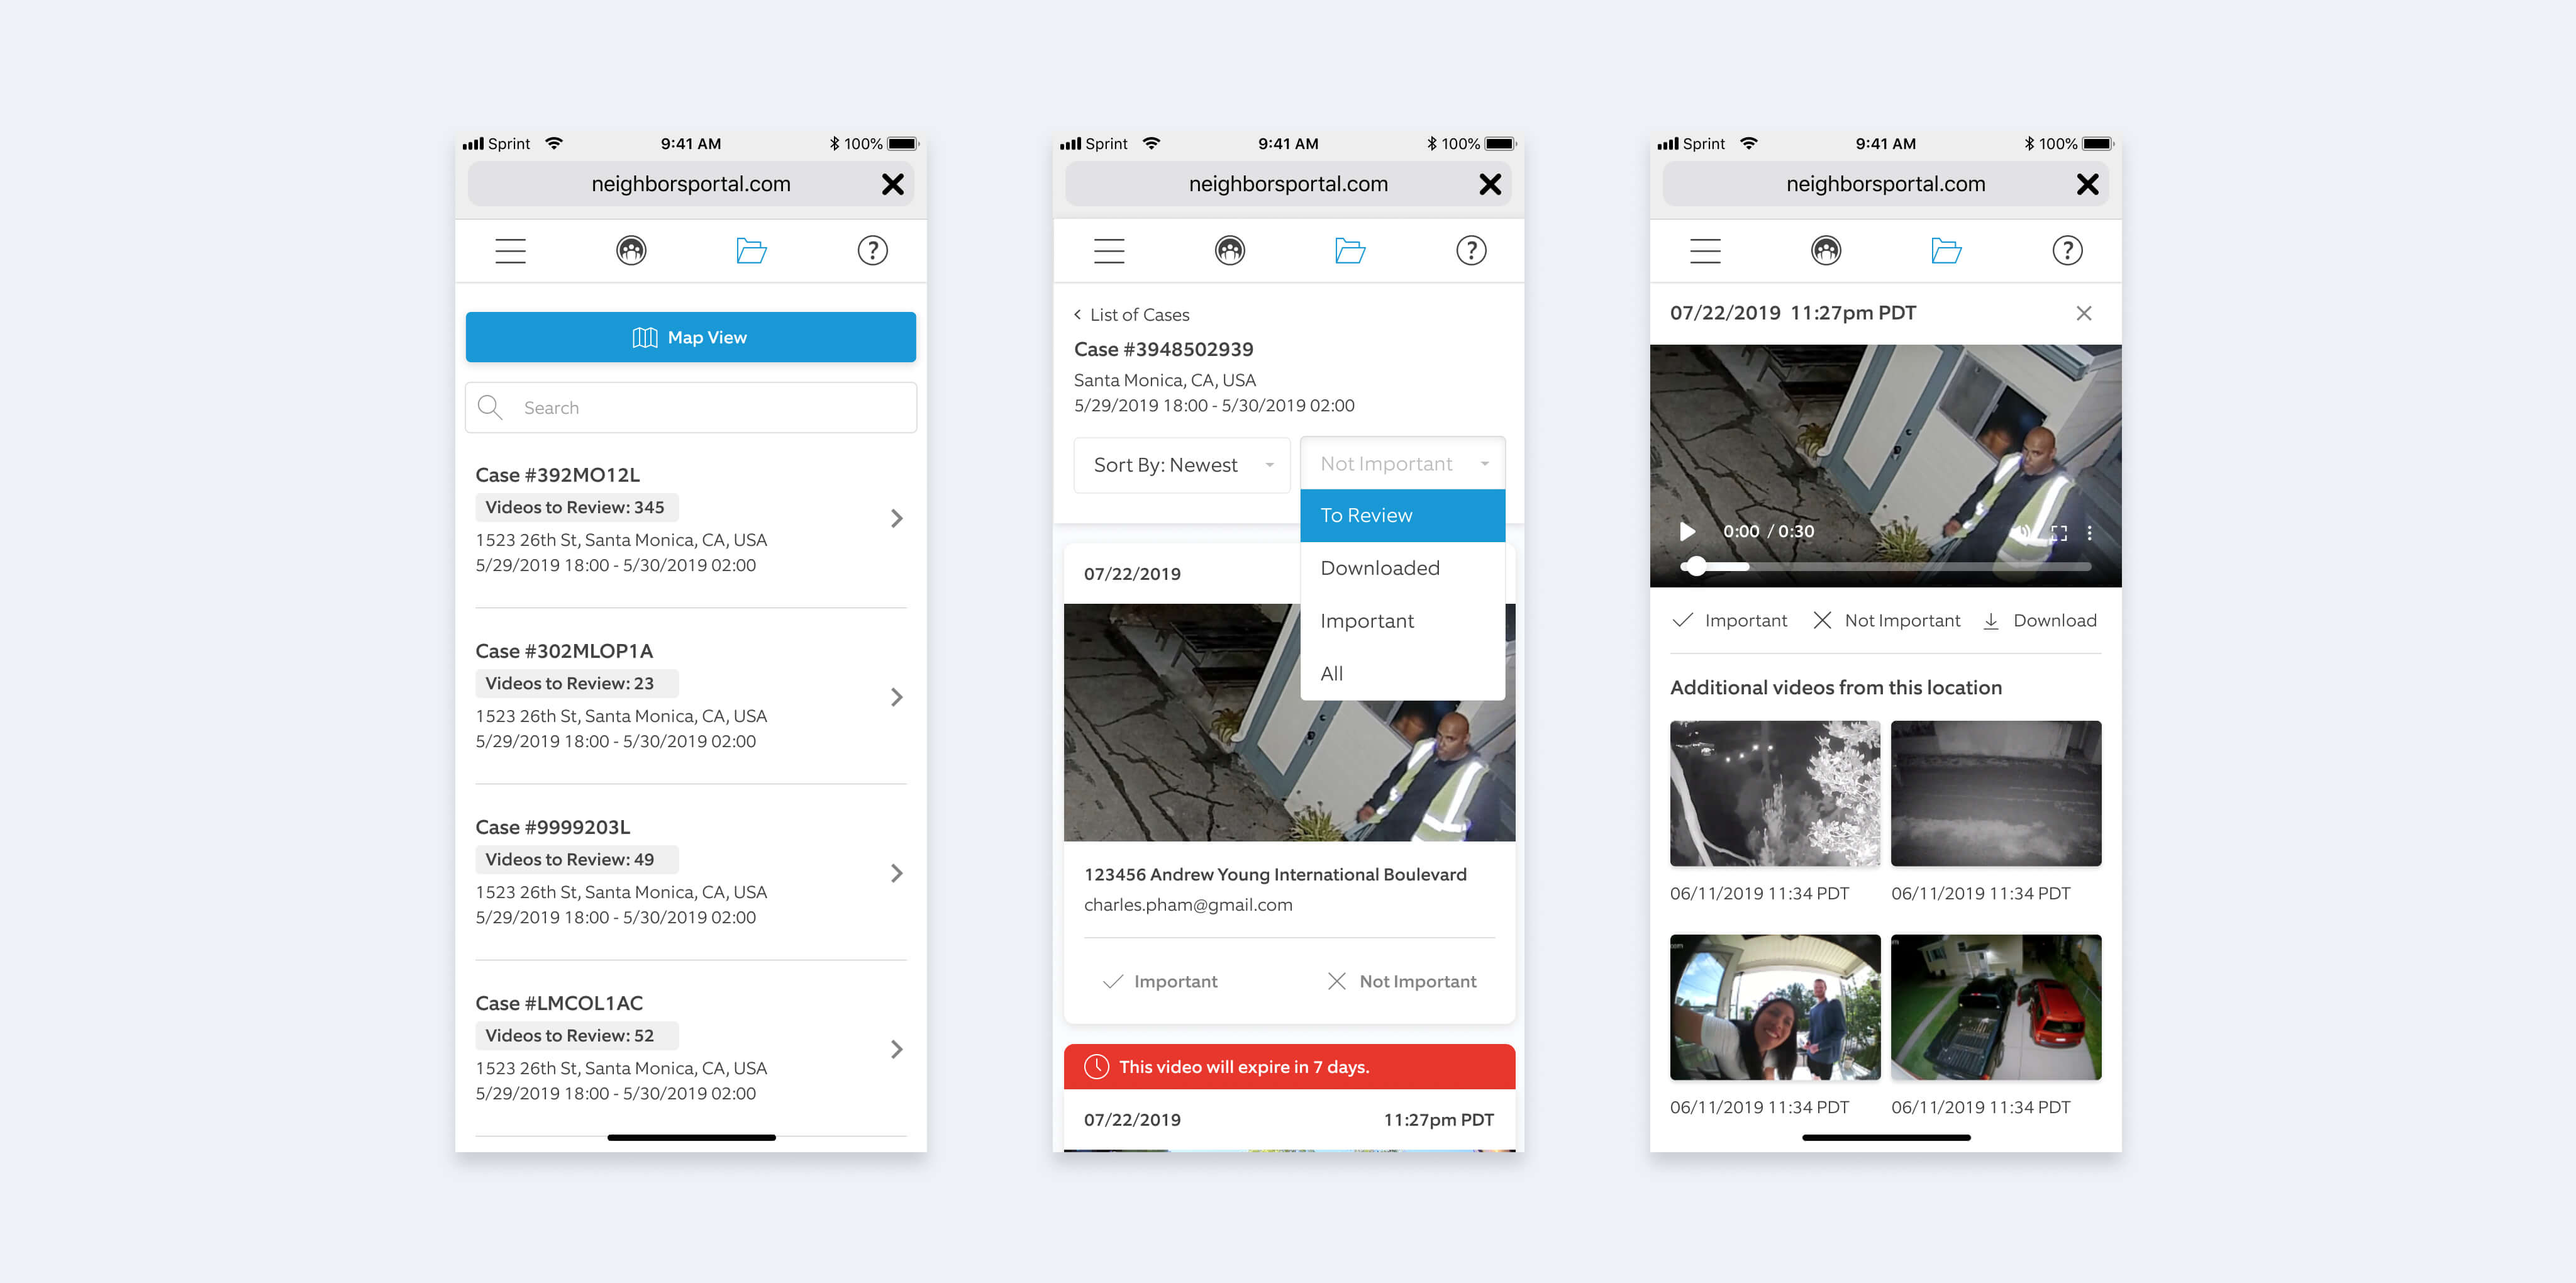 Sprint 9:41 AM 100%
neighborsportal.com
?
Map View
Search
Case #392MO12L
Videos to Review: 345
1523 26th St, Santa Monica, CA, USA
5/29/2019 18:00 - 5/30/2019 02:00
Case #302MLOP1A
Videos to Review: 23
1523 26th St, Santa Monica, CA, USA
5/29/2019 18:00 - 5/30/2019 02:00
Case #9999203L
Videos to Review: 49
1523 26th St, Santa Monica, CA, USA
5/29/2019 18:00 - 5/30/2019 02:00
Case #LMCOL1AC
Videos to Review: 52
1523 26th St, Santa Monica, CA, USA
5/29/2019 18:00 - 5/30/2019 02:00
Sprint 9:41 AM 100%
neighborsportal.com
?
List of Cases
Case #3948502939
Santa Monica, CA, USA
5/29/2019 18:00 - 5/30/2019 02:00
Sort By: Newest Not Important
To Review
Downloaded
Important
All
07/22/2019
123456 Andrew Young International Boulevard
charles.pham@gmail.com
Important Not Important
This video will expire in 7 days.
07/22/2019 11:27pm PDT
Sprint 9:41 AM 100%
neighborsportal.com
?
07/22/2019 11:27pm PDT
0:00 / 0:30
Important Not Important Download
Additional videos from this location
06/11/2019 11:34 PDT 06/11/2019 11:34 PDT
06/11/2019 11:34 PDT 06/11/2019 11:34 PDT